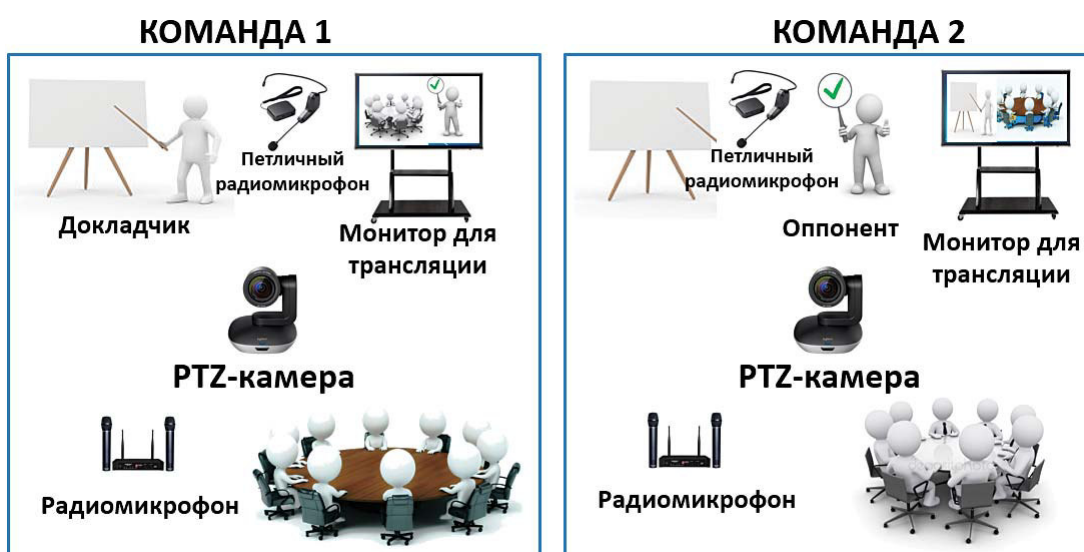 КОМАНДА 1
Петличный
радиомикрофон
Докладчик
Монитор для
трансляции
PTZ-камера
Радиомикрофон
КОМАНДА 2
Петличный
радиомикрофон
Оппонент
Монитор для
трансляции
PTZ-камера
Радиомикрофон